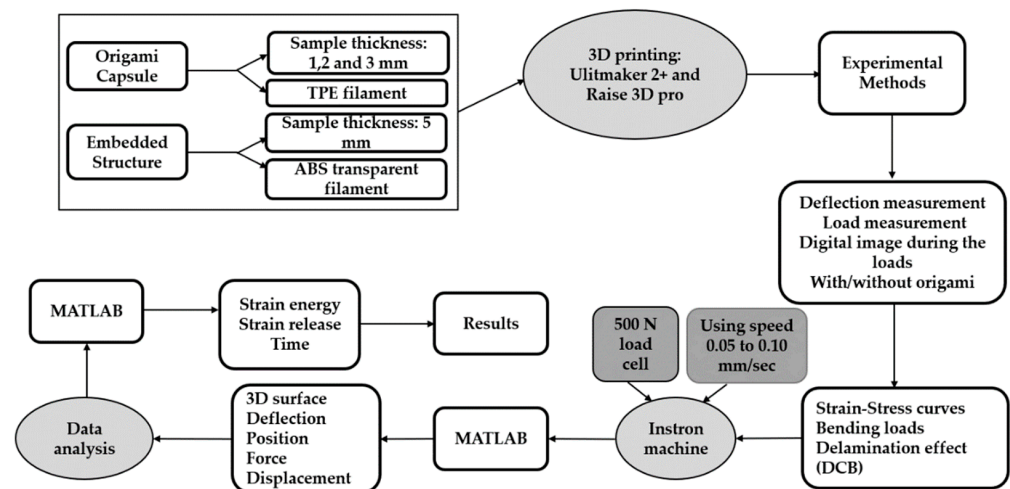 Origami
Capsule
Sample thickness:
1,2 and 3 mm
TPE filament
Embedded
Structure
Sample thickness: 5
mm
ABS transparent
filament
3D printing:
Ulitmaker 2+ and
Raise 3D pro
Experimental
Methods
Deflection measurement
Load measurement
Digital image during the
loads
With/without origami
Strain-Stress curves
Bending loads
Delamination effect
(DCB)
500 N
load
cell
Using speed
0.05 to 0.10
mm/sec
Instron
machine
MATLAB
3D surface
Deflection
Position
Force
Displacement
Data
analysis
MATLAB
Strain energy
Strain release
Time
Results